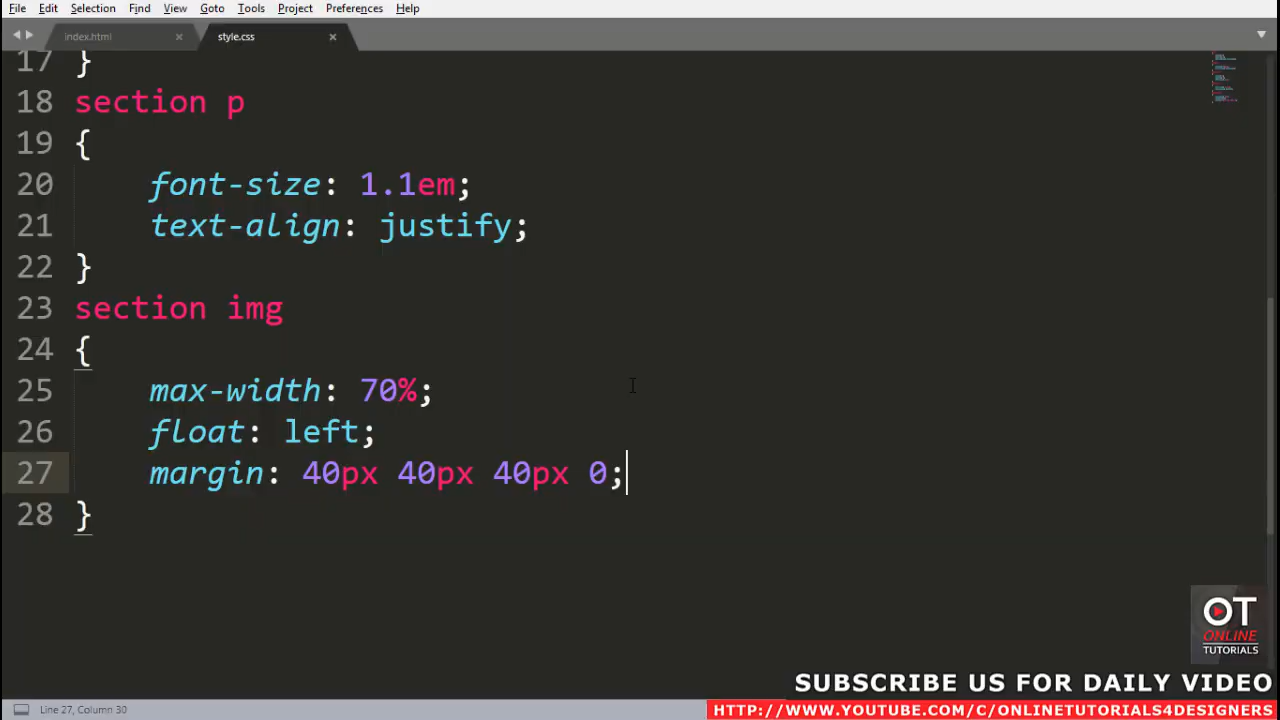 File Edit Selection Find View Goto Tools Project Preferences Help
index.html × style.css ×
17 }
18 section p
19 {
20 font-size: 1.1em;
21 text-align: justify;
22 }
23 section img
24 {
25 max-width: 70%;
26 float: left;
27 margin: 40px 40px 40px 0;
28 }
OT
ONLINE
TUTORIALS
SUBSCRIBE US FOR DAILY VIDEO
HTTP://WWW.YOUTUBE.COM/C/ONLINETUTORIALS4DESIGNERS
Line 27, Column 30